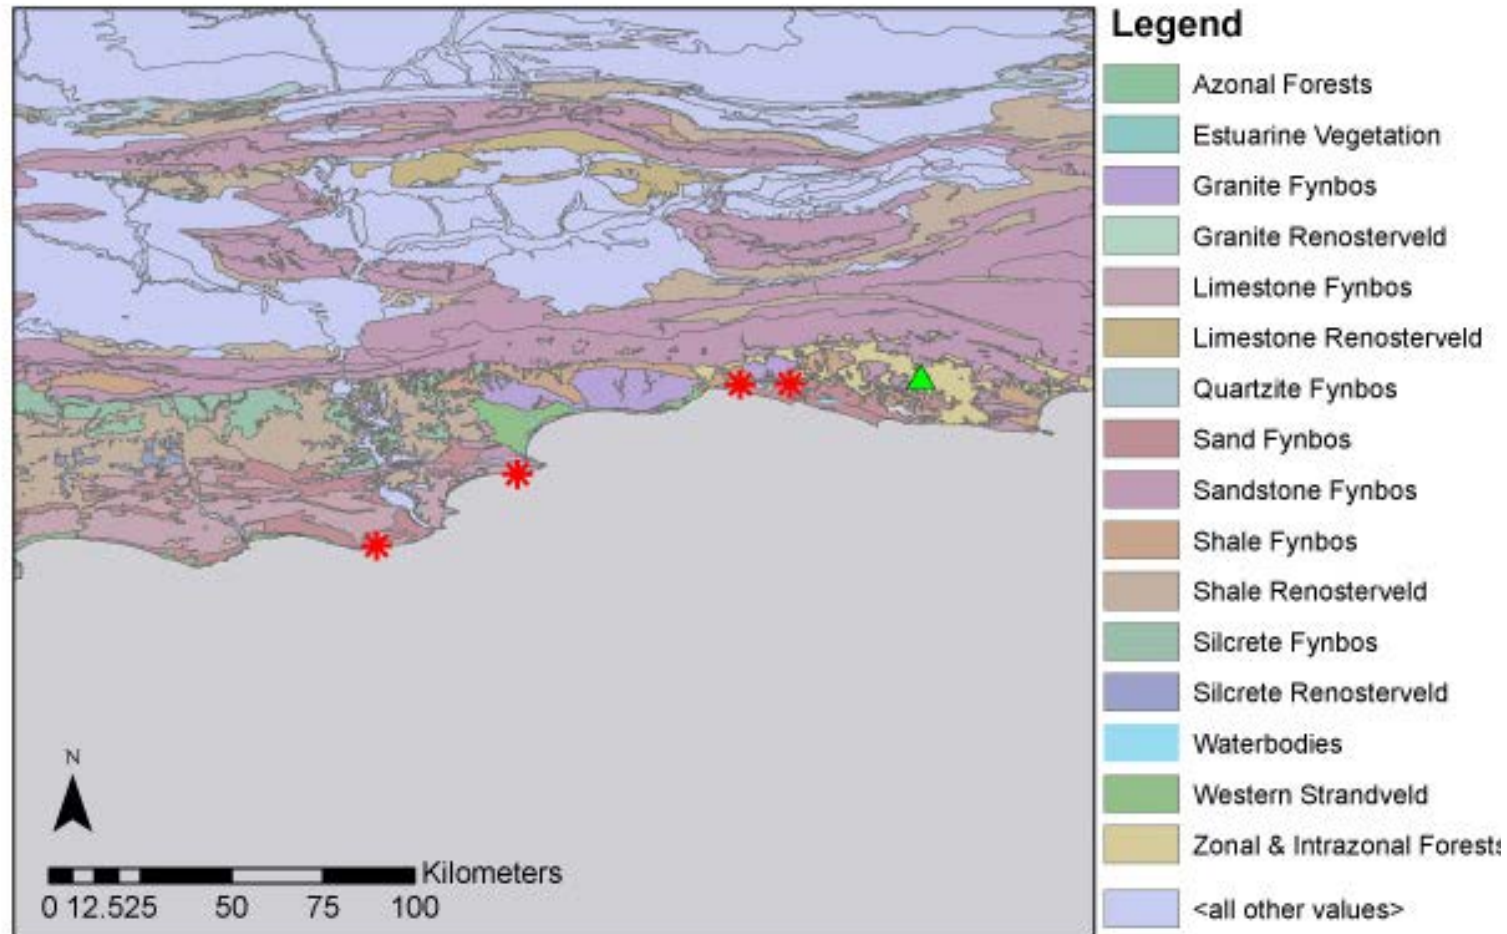 Legend
Azonal Forests
Estuarine Vegetation
Granite Fynbos
Granite Renosterveld
Limestone Fynbos
Limestone Renosterveld
Quartzite Fynbos
Sand Fynbos
Sandstone Fynbos
Shale Fynbos
Shale Renosterveld
Silcrete Fynbos
Silcrete Renosterveld
Waterbodies
Western Strandveld
Zonal & Intrazonal Forests
<all other values>
N
Kilometers
0 12.525 50 75 100